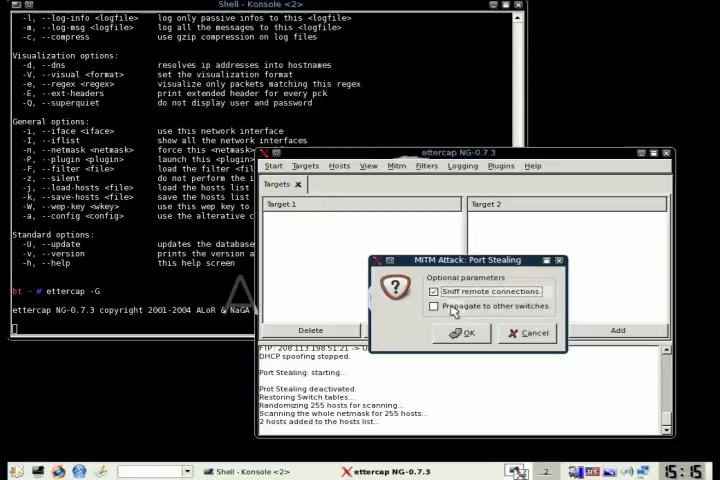 Shell - Konsole <2>
-l, --log-info <logfile> log only passive infos to this <logfile>
-m, --log-msg <logfile> log all the messages to this <logfile>
-c, --compress use gzip compression on log files
Visualization options:
-d, --dns resolves ip addresses into hostnames
-V, --visual <format> set the visualization format
-e, --regex <regex> visualize only packets matching this regex
-E, --ext-headers print extended header for every pck
-Q, --superquiet do not display user and password
General options:
-i, --iface <iface> use this network interface
-I, --iflist show all the network interfaces
-n, --netmask <netmask> force this <netmas
-P, --plugin <plugin> launch this <plugi
-F, --filter <file> load the filter <fi
-z, --silent do not perform the i
-j, --load-hosts <file> load the hosts list
-k, --save-hosts <file> save the hosts list
-W, --wep-key <wkey> use this wep key to
-a, --config <config> use the alterative c
Standard options:
-U, --update updates the database
-v, --version prints the version a
-h, --help this help screen
bt ~ # ettercap -G
ettercap NG-0.7.3 copyright 2001-2004 ALoR & NaGA
ettercap NG-0.7.3
Start Targets Hosts View Mitm Filters Logging Plugins Help
Targets
Target 1 Target 2
MITM Attack: Port Stealing
Optional parameters
Sniff remote connections.
Propagate to other switches.
OK Cancel
Delete Add
FTP : 208.113.198.51:21 -> U
DHCP spoofing stopped.
Port Stealing: starting...
Prot Stealing deactivated.
Restoring Switch tables...
Randomizing 255 hosts for scanning...
Scanning the whole netmask for 255 hosts...
2 hosts added to the hosts list...
Shell - Konsole <2> ettercap NG-0.7.3 2 US 15:15